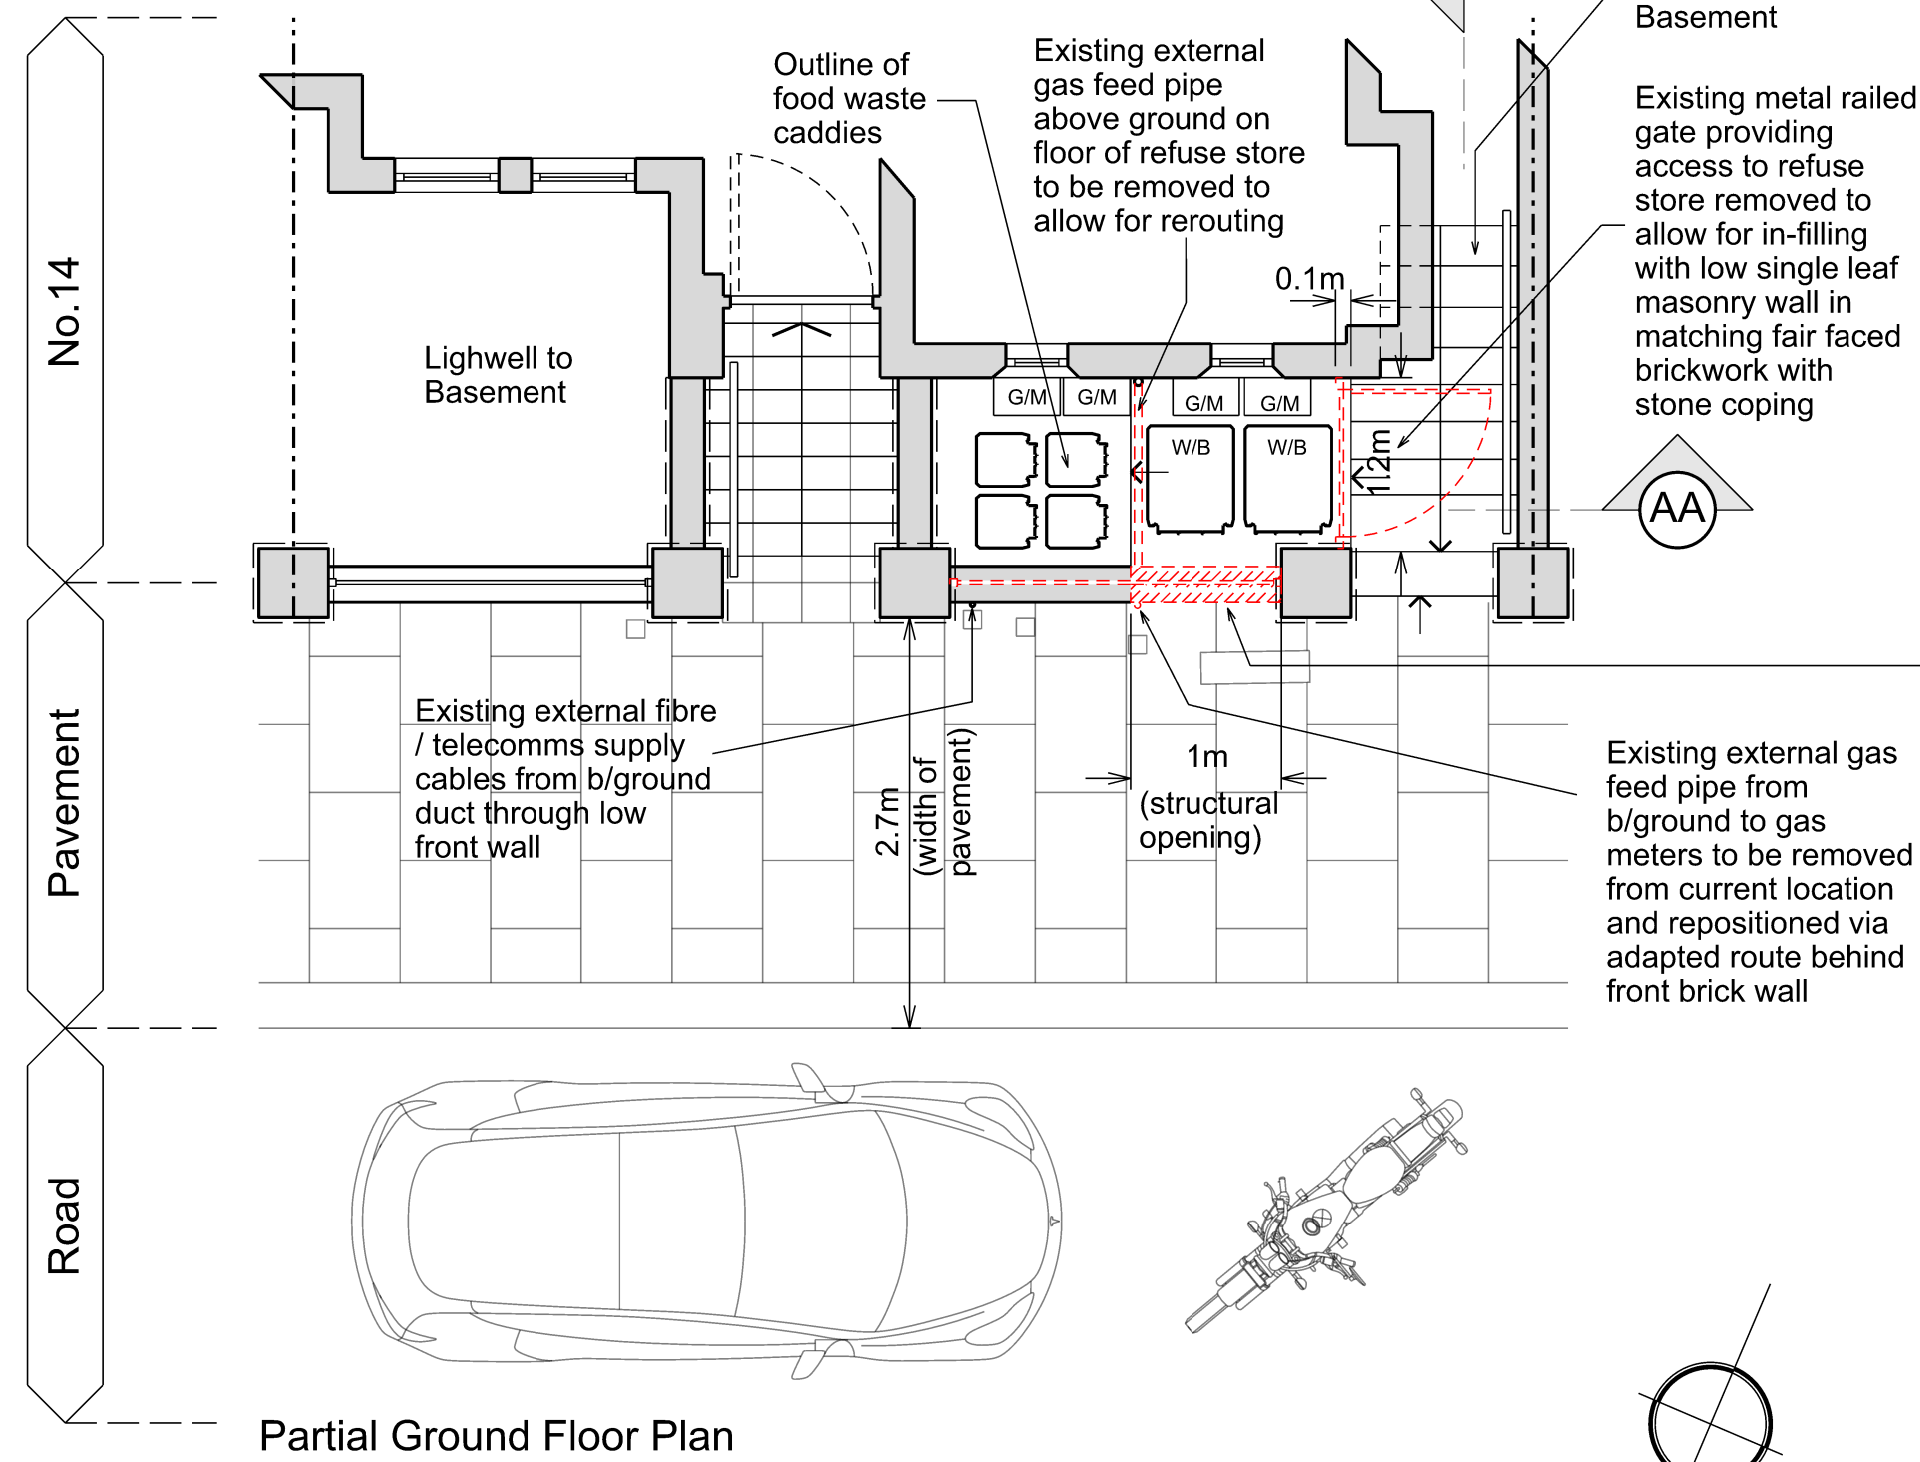 Basement
Existing metal railed
gate providing
access to refuse
store removed to
allow for in-filling
with low single leaf
masonry wall in
matching fair faced
brickwork with
stone coping
Outline of
food waste
caddies
Existing external
gas feed pipe
above ground on
floor of refuse store
to be removed to
allow for rerouting
0.1m
No.14
Lighwell to
Basement
G/M
G/M
G/M
G/M
W/B
W/B
1.2m
AA
Pavement
Existing external fibre
/ telecomms supply
cables from b/ground
duct through low
front wall
2.7m
(width of
pavement)
1m
(structural
opening)
Existing external gas
feed pipe from
b/ground to gas
meters to be removed
from current location
and repositioned via
adapted route behind
front brick wall
Road
Partial Ground Floor Plan